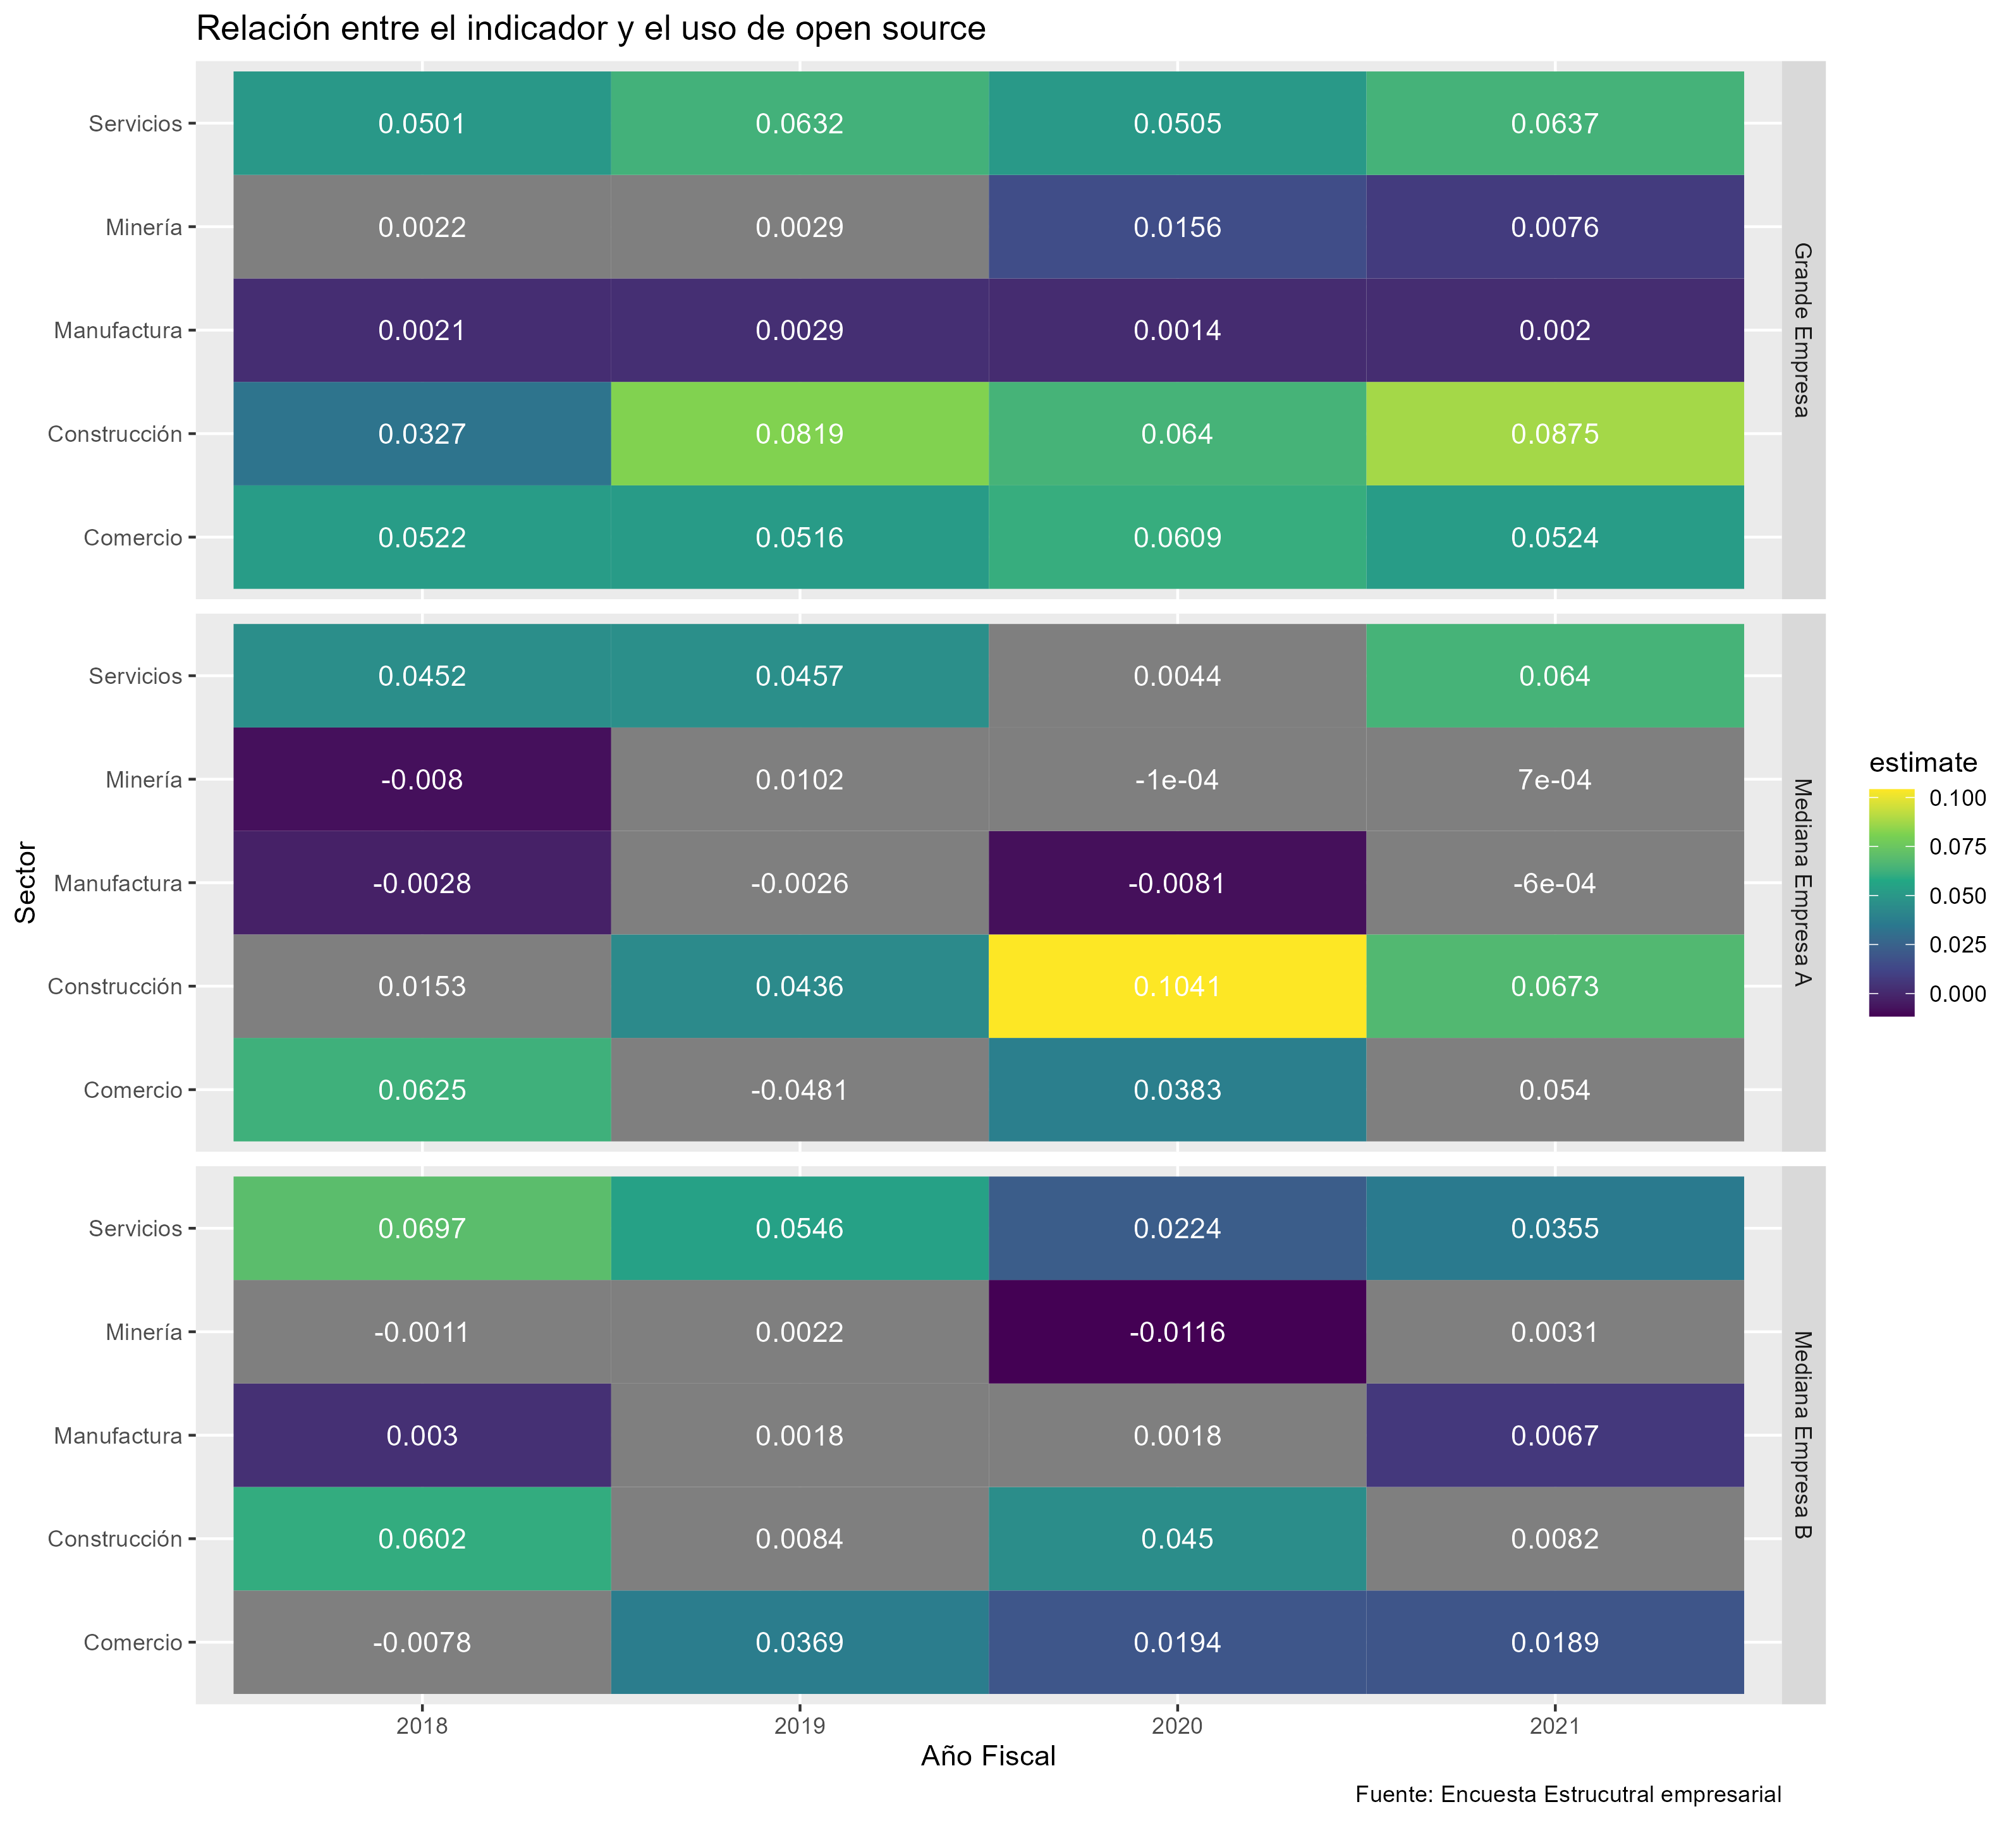 Relación entre el indicador y el uso de open source
Servicios 0.0501 0.0632 0.0505 0.0637
Minería 0.0022 0.0029 0.0156 0.0076
Manufactura 0.0021 0.0029 0.0014 0.002
Construcción 0.0327 0.0819 0.064 0.0875
Comercio 0.0522 0.0516 0.0609 0.0524
Grande Empresa
Servicios 0.0452 0.0457 0.0044 0.064
Minería -0.008 0.0102 -1e-04 7e-04
Manufactura -0.0028 -0.0026 -0.0081 -6e-04
Construcción 0.0153 0.0436 0.1041 0.0673
Comercio 0.0625 -0.0481 0.0383 0.054
Mediana Empresa A
Servicios 0.0697 0.0546 0.0224 0.0355
Minería -0.0011 0.0022 -0.0116 0.0031
Manufactura 0.003 0.0018 0.0018 0.0067
Construcción 0.0602 0.0084 0.045 0.0082
Comercio -0.0078 0.0369 0.0194 0.0189
Mediana Empresa B
2018 2019 2020 2021
Año Fiscal
Sector
estimate
0.100
0.075
0.050
0.025
0.000
Fuente: Encuesta Estrucutral empresarial